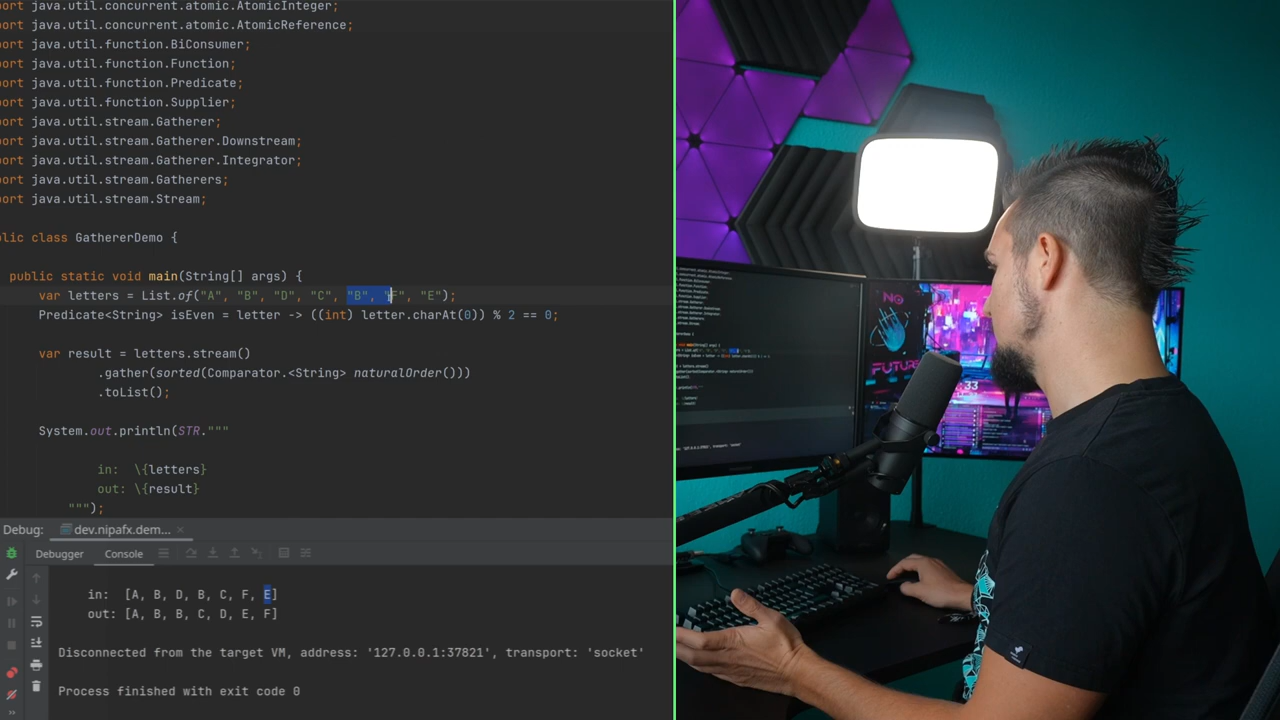 ort java.util.concurrent.atomic.AtomicInteger;
ort java.util.concurrent.atomic.AtomicReference;
ort java.util.function.BiConsumer;
ort java.util.function.Function;
ort java.util.function.Predicate;
ort java.util.function.Supplier;
ort java.util.stream.Gatherer;
ort java.util.stream.Gatherer.Downstream;
ort java.util.stream.Gatherer.Integrator;
ort java.util.stream.Gatherers;
ort java.util.stream.Stream;
lic class GathererDemo {
public static void main(String[] args) {
var letters = List.of("A", "B", "D", "C", "B", "F", "E");
Predicate<String> isEven = letter -> ((int) letter.charAt(0)) % 2 == 0;
var result = letters.stream()
.gather(sorted(Comparator.<String> naturalOrder()))
.toList();
System.out.println(STR."""
in: \{letters}
out: \{result}
""");
Debug: dev.nipafx.dem...
Debugger Console
in: [A, B, D, B, C, F, E]
out: [A, B, B, C, D, E, F]
Disconnected from the target VM, address: '127.0.0.1:37821', transport: 'socket'
Process finished with exit code 0
NO
FUTURE
:33